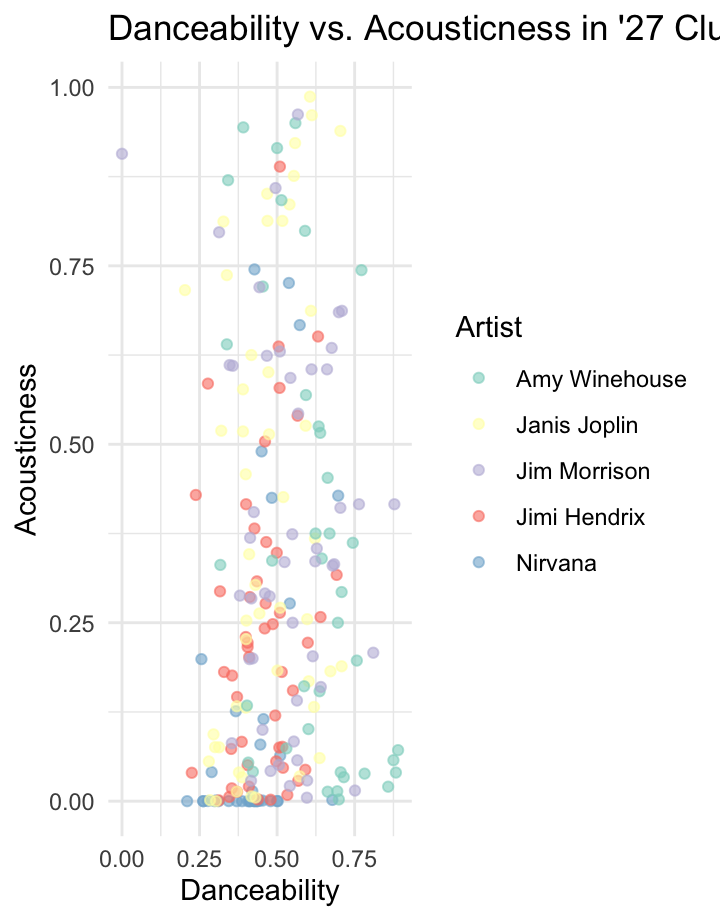 Danceability vs. Acousticness in '27 Clu
1.00
0.75
0.50
0.25
0.00
Acousticness
0.00 0.25 0.50 0.75
Danceability
Artist
Amy Winehouse
Janis Joplin
Jim Morrison
Jimi Hendrix
Nirvana